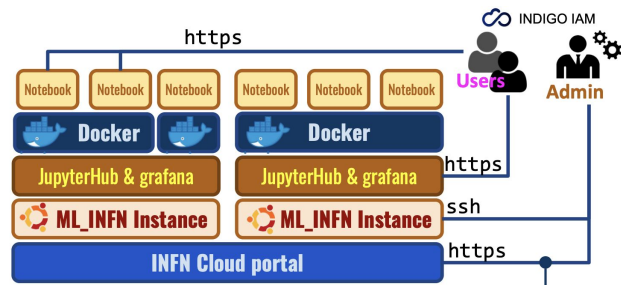 INDIGO IAM
https
Users
Admin
Notebook Notebook Notebook Notebook Notebook Notebook
Docker Docker
https
JupyterHub & grafana JupyterHub & grafana
ssh
ML_INFN Instance ML_INFN Instance
https
INFN Cloud portal